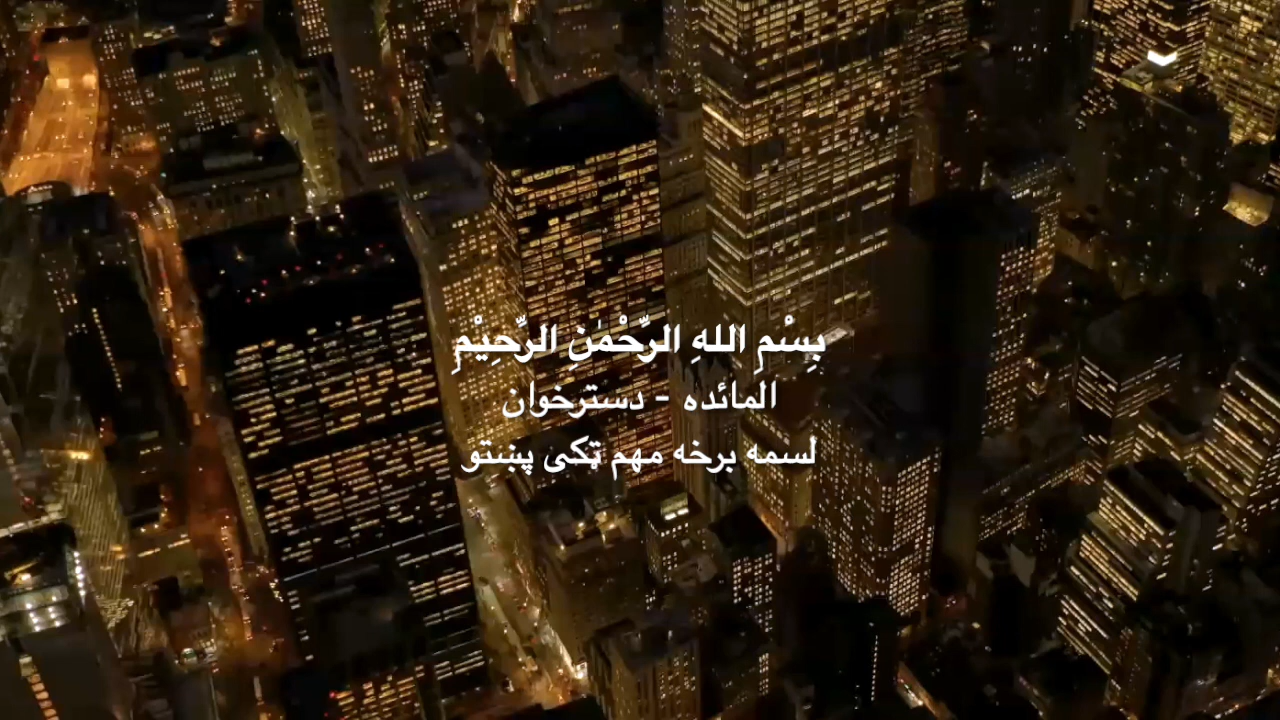 بِسْمِ اللهِ الرَّحْمٰنِ الرَّحِيْمِ
المائده - دسترخوان
لسمه برخه مهم ټکی پښتو